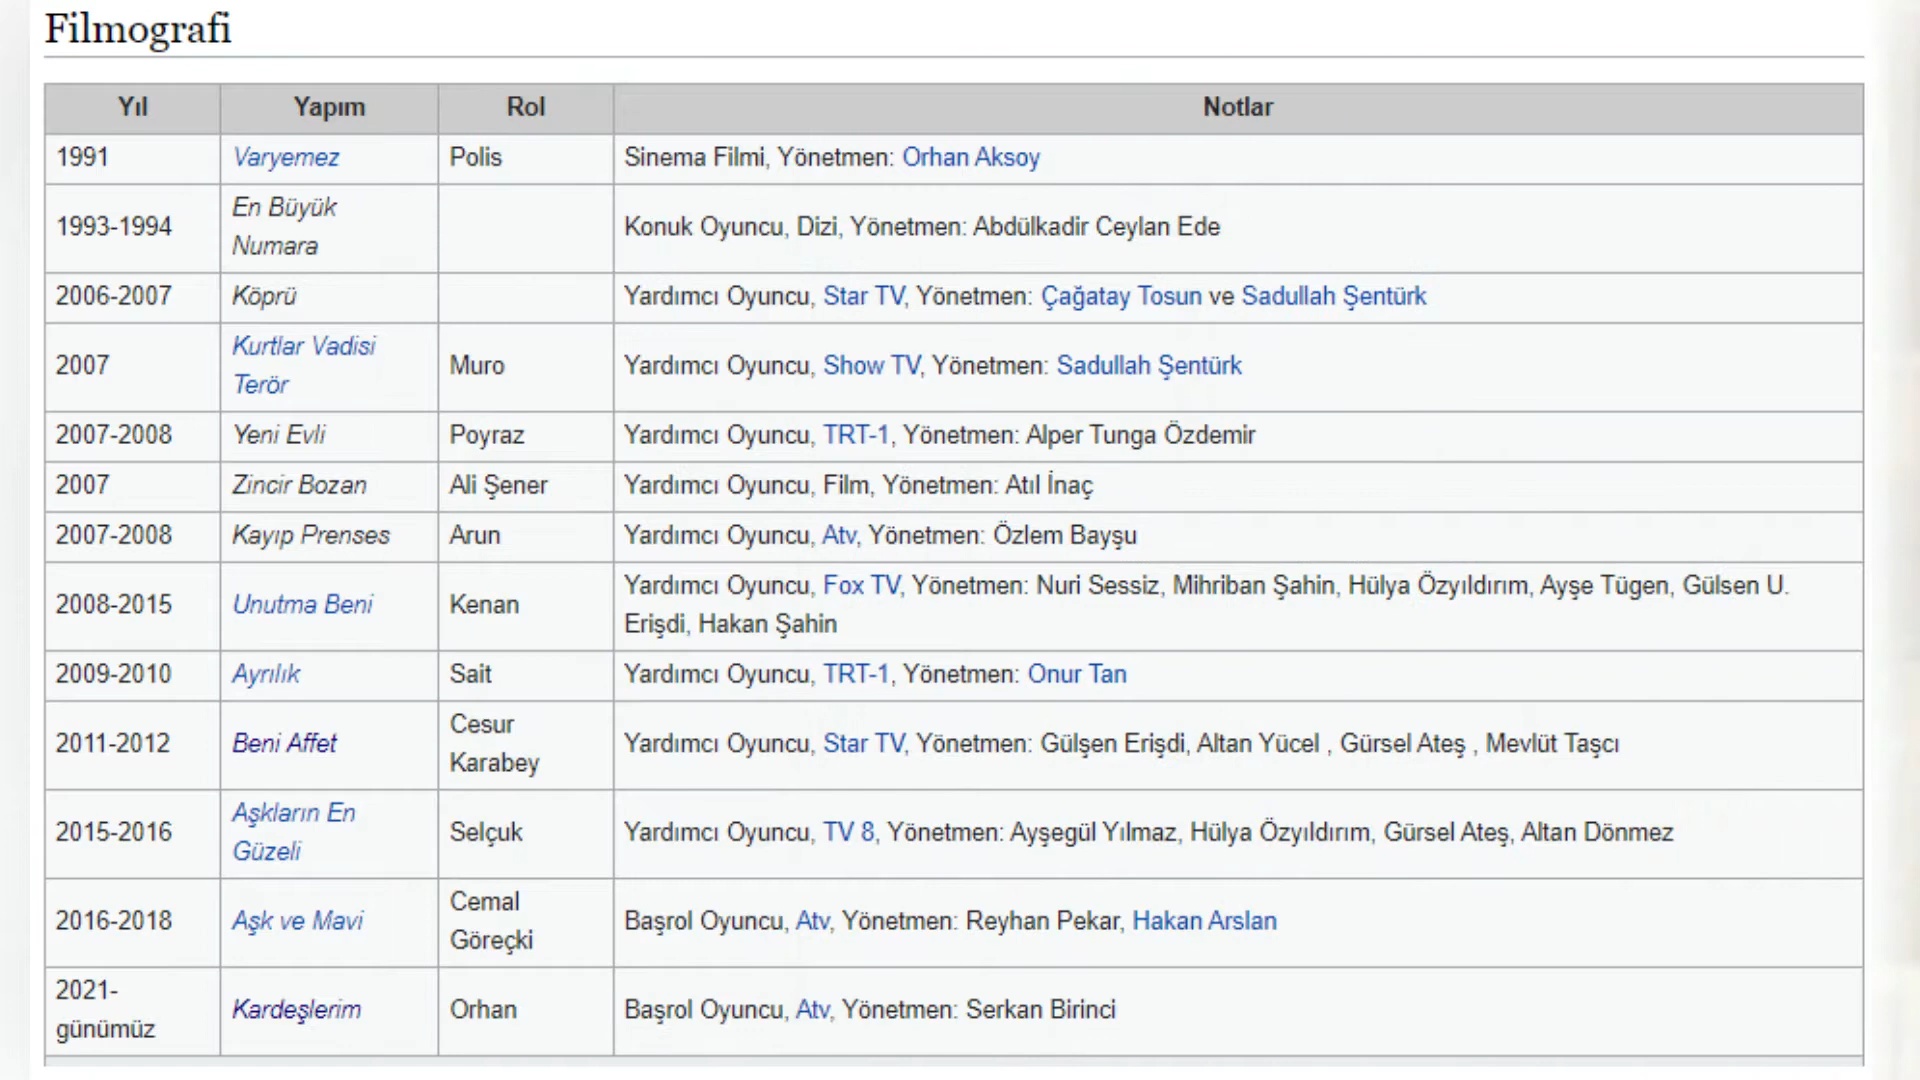 Filmografi
Yıl Yapım Rol Notlar
1991 Varyemez Polis Sinema Filmi, Yönetmen: Orhan Aksoy
1993-1994 En Büyük Numara Konuk Oyuncu, Dizi, Yönetmen: Abdülkadir Ceylan Ede
2006-2007 Köprü Yardımcı Oyuncu, Star TV, Yönetmen: Çağatay Tosun ve Sadullah Şentürk
2007 Kurtlar Vadisi Terör Muro Yardımcı Oyuncu, Show TV, Yönetmen: Sadullah Şentürk
2007-2008 Yeni Evli Poyraz Yardımcı Oyuncu, TRT-1, Yönetmen: Alper Tunga Özdemir
2007 Zincir Bozan Ali Şener Yardımcı Oyuncu, Film, Yönetmen: Atıl İnaç
2007-2008 Kayıp Prenses Arun Yardımcı Oyuncu, Atv, Yönetmen: Özlem Bayşu
2008-2015 Unutma Beni Kenan Yardımcı Oyuncu, Fox TV, Yönetmen: Nuri Sessiz, Mihriban Şahin, Hülya Özyıldırım, Ayşe Tügen, Gülsen U.
Erişdi, Hakan Şahin
2009-2010 Ayrılık Sait Yardımcı Oyuncu, TRT-1, Yönetmen: Onur Tan
2011-2012 Beni Affet Cesur Karabey Yardımcı Oyuncu, Star TV, Yönetmen: Gülşen Erişdi, Altan Yücel , Gürsel Ateş , Mevlüt Taşcı
2015-2016 Aşkların En Güzeli Selçuk Yardımcı Oyuncu, TV 8, Yönetmen: Ayşegül Yılmaz, Hülya Özyıldırım, Gürsel Ateş, Altan Dönmez
2016-2018 Aşk ve Mavi Cemal Göreçki Başrol Oyuncu, Atv, Yönetmen: Reyhan Pekar, Hakan Arslan
2021-günümüz Kardeşlerim Orhan Başrol Oyuncu, Atv, Yönetmen: Serkan Birinci